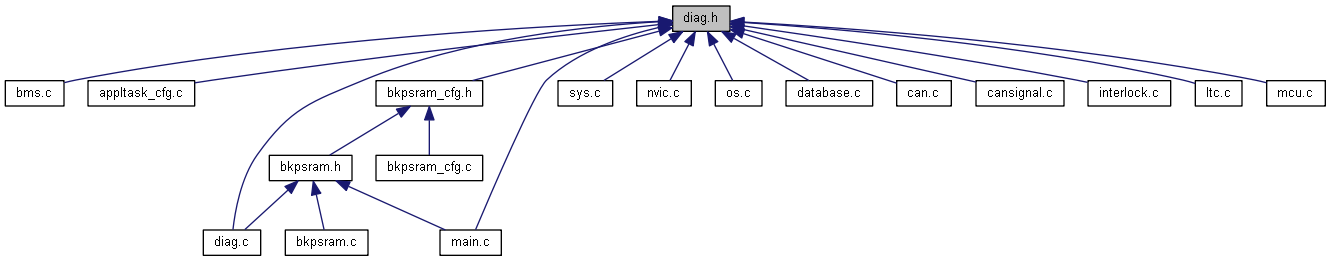 diag.h
bms.c
appltask_cfg.c
bkpsram_cfg.h
sys.c
nvic.c
os.c
database.c
can.c
cansignal.c
interlock.c
ltc.c
mcu.c
bkpsram.h
bkpsram_cfg.c
diag.c
bkpsram.c
main.c